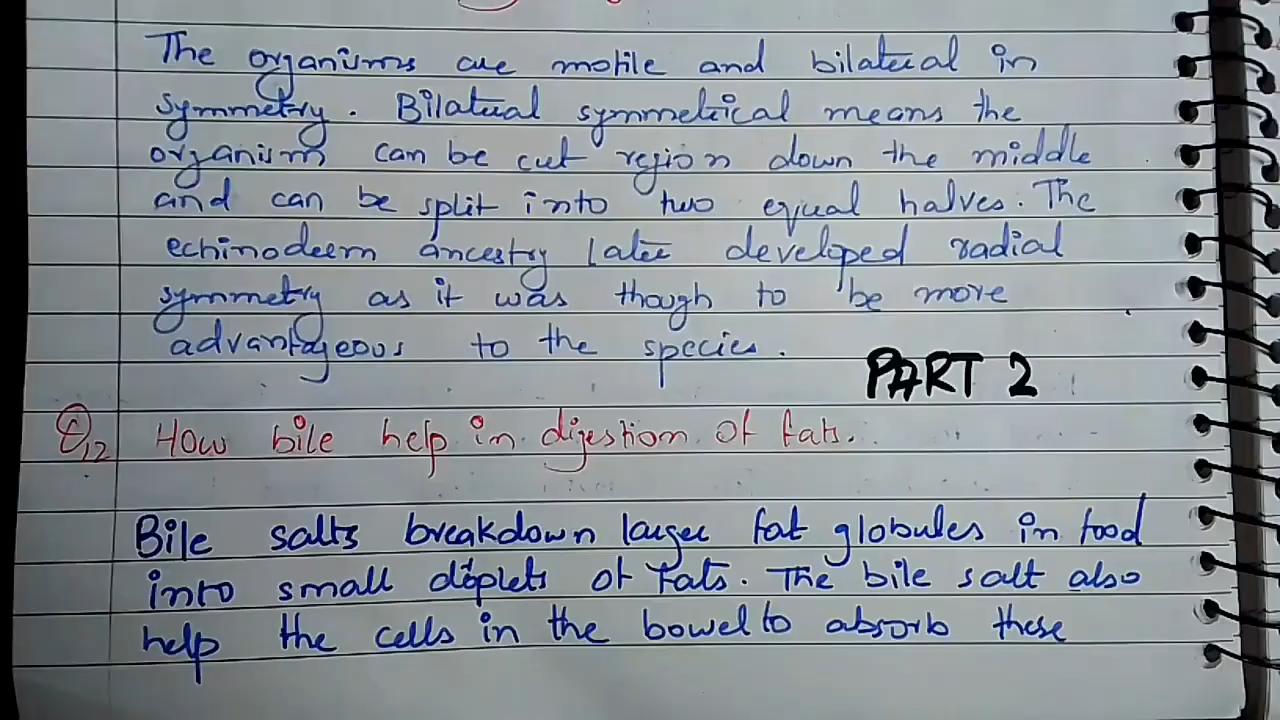 The organisms are motile and bilateral in
symmetry. Bilateral symmetrical means the
organism can be cut region down the middle
and can be split into two equal halves. The
echinoderm ancestry later developed radial
symmetry as it was though to be more
advantageous to the species.
PART 2
Q12 How bile help in digestion of fats.
Bile salts breakdown larger fat globules in food
into small doplets of Fats. The bile salt also
help the cells in the bowel to absorb these